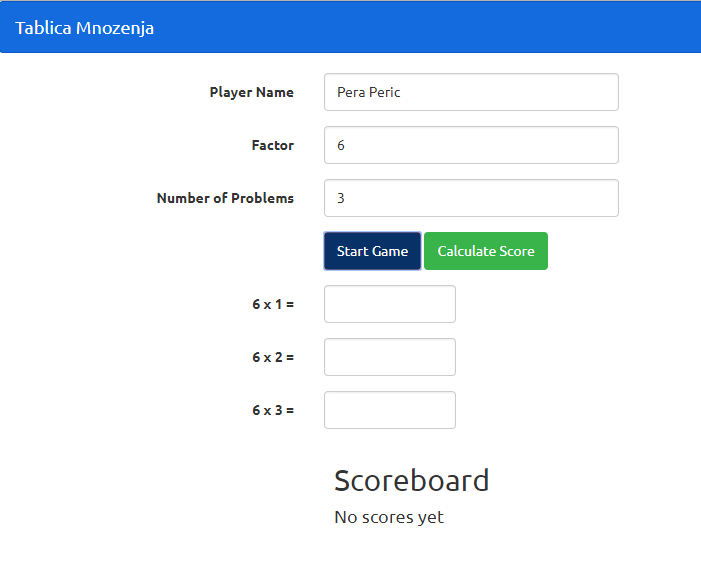 Tablica Mnozenja
Player Name Pera Peric
Factor 6
Number of Problems 3
Start Game Calculate Score
6 x 1 =
6 x 2 =
6 x 3 =
Scoreboard
No scores yet